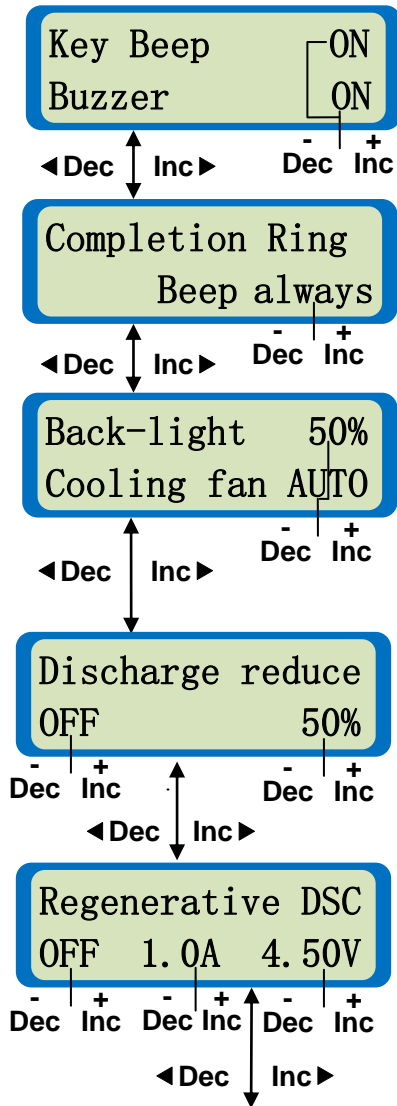 Key Beep ON
Buzzer ON
- +
Dec Inc
◄Dec Inc►
Completion Ring
Beep always
- +
Dec Inc
◄Dec Inc►
Back-light 50%
Cooling fan AUTO
- +
Dec Inc
◄Dec Inc►
Discharge reduce
OFF 50%
- + - +
Dec Inc Dec Inc
◄Dec Inc►
Regenerative DSC
OFF 1.0A 4.50V
- + - + - +
Dec Inc Dec Inc Dec Inc
◄Dec Inc►